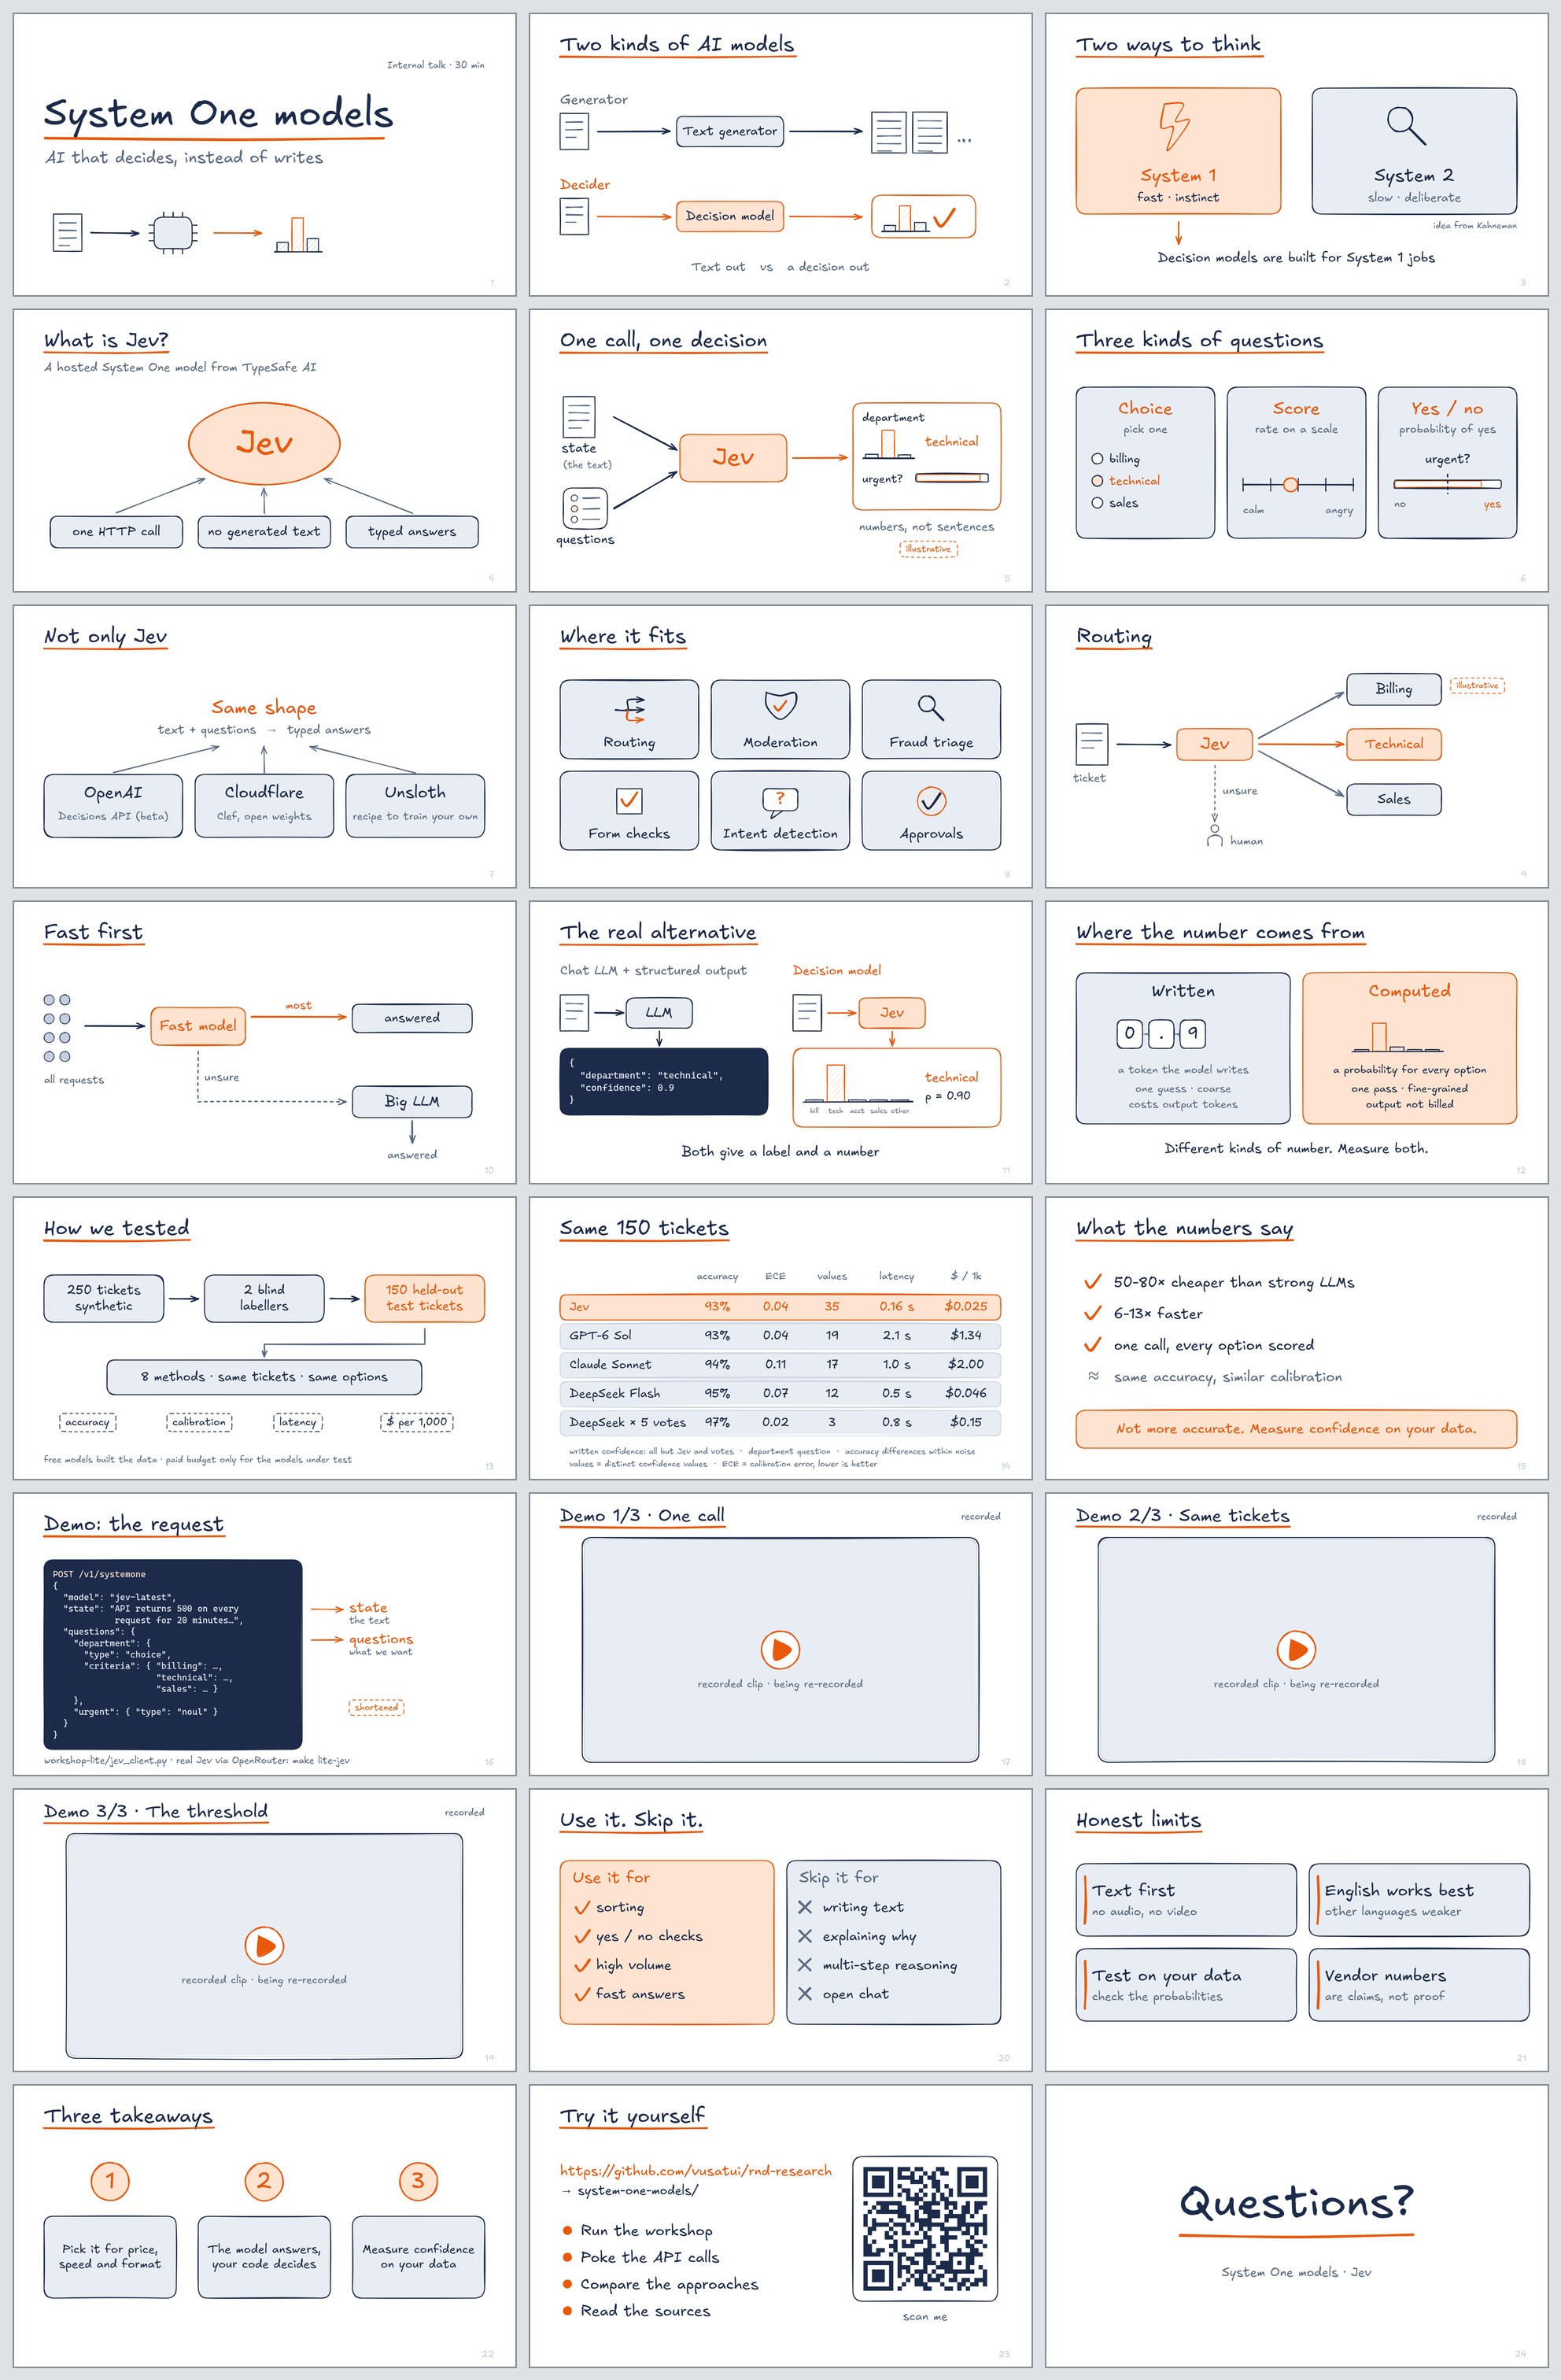 Internal talk · 30 min
System One models
AI that decides, instead of writes
1
Two kinds of AI models
Generator
Text generator
...
Decider
Decision model
Text out vs a decision out
2
Two ways to think
System 1
fast · instinct
System 2
slow · deliberate
idea from Kahneman
Decision models are built for System 1 jobs
3
What is Jev?
A hosted System One model from TypeSafe AI
Jev
one HTTP call
no generated text
typed answers
4
One call, one decision
state
(the text)
questions
Jev
department
technical
urgent?
numbers, not sentences
illustrative
5
Three kinds of questions
Choice
pick one
billing
technical
sales
Score
rate on a scale
calm angry
Yes / no
probability of yes
urgent?
no yes
6
Not only Jev
Same shape
text + questions → typed answers
OpenAI
Decisions API (beta)
Cloudflare
Clef, open weights
Unsloth
recipe to train your own
7
Where it fits
Routing
Moderation
Fraud triage
Form checks
?
Intent detection
Approvals
8
Routing
ticket
Jev
Billing
illustrative
Technical
Sales
unsure
human
9
Fast first
all requests
Fast model
most
answered
unsure
Big LLM
answered
10
The real alternative
Chat LLM + structured output
LLM
{
"department": "technical",
"confidence": 0.9
}
Decision model
Jev
technical
p = 0.90
bill tech acct sales other
Both give a label and a number
11
Where the number comes from
Written
0 . 9
a token the model writes
one guess · coarse
costs output tokens
Computed
a probability for every option
one pass · fine-grained
output not billed
Different kinds of number. Measure both.
12
How we tested
250 tickets
synthetic
2 blind
labellers
150 held-out
test tickets
8 methods · same tickets · same options
accuracy
calibration
latency
$ per 1,000
free models built the data · paid budget only for the models under test
13
Same 150 tickets
accuracy ECE values latency $ / 1k
Jev 93% 0.04 35 0.16 s $0.025
GPT-6 Sol 93% 0.04 19 2.1 s $1.34
Claude Sonnet 94% 0.11 17 1.0 s $2.00
DeepSeek Flash 95% 0.07 12 0.5 s $0.046
DeepSeek × 5 votes 97% 0.02 3 0.8 s $0.15
written confidence: all but Jev and votes · department question · accuracy differences within noise
values = distinct confidence values · ECE = calibration error, lower is better
14
What the numbers say
50-80× cheaper than strong LLMs
6-13× faster
one call, every option scored
≈ same accuracy, similar calibration
Not more accurate. Measure confidence on your data.
15
Demo: the request
POST /v1/systemone
{
"model": "jev-latest",
"state": "API returns 500 on every
request for 20 minutes…",
"questions": {
"department": {
"type": "choice",
"criteria": { "billing": …,
"technical": …,
"sales": … }
},
"urgent": { "type": "noul" }
}
}
state
the text
questions
what we want
shortened
workshop-lite/jev_client.py · real Jev via OpenRouter: make lite-jev
16
Demo 1/3 · One call
recorded
recorded clip · being re-recorded
17
Demo 2/3 · Same tickets
recorded
recorded clip · being re-recorded
18
Demo 3/3 · The threshold
recorded
recorded clip · being re-recorded
19
Use it. Skip it.
Use it for
sorting
yes / no checks
high volume
fast answers
Skip it for
writing text
explaining why
multi-step reasoning
open chat
20
Honest limits
Text first
no audio, no video
English works best
other languages weaker
Test on your data
check the probabilities
Vendor numbers
are claims, not proof
21
Three takeaways
1
2
3
Pick it for price,
speed and format
The model answers,
your code decides
Measure confidence
on your data
22
Try it yourself
https://github.com/vusatui/rnd-research
→ system-one-models/
Run the workshop
Poke the API calls
Compare the approaches
Read the sources
scan me
23
Questions?
System One models · Jev
24